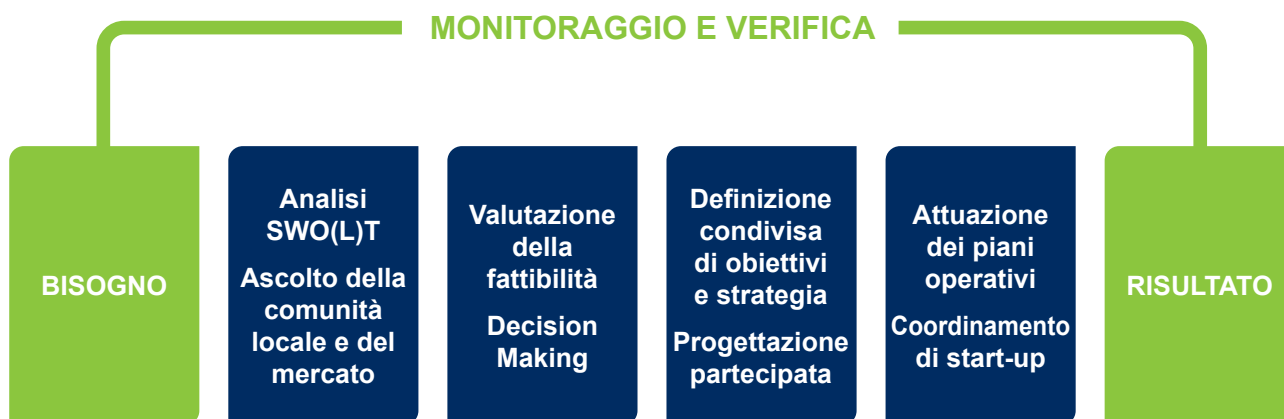 MONITORAGGIO E VERIFICA
BISOGNO
Analisi
SWO(L)T
Ascolto della
comunità
locale e del
mercato
Valutazione
della
fattibilità
Decision
Making
Definizione
condivisa
di obiettivi
e strategia
Progettazione
partecipata
Attuazione
dei piani
operativi
Coordinamento
di start-up
RISULTATO